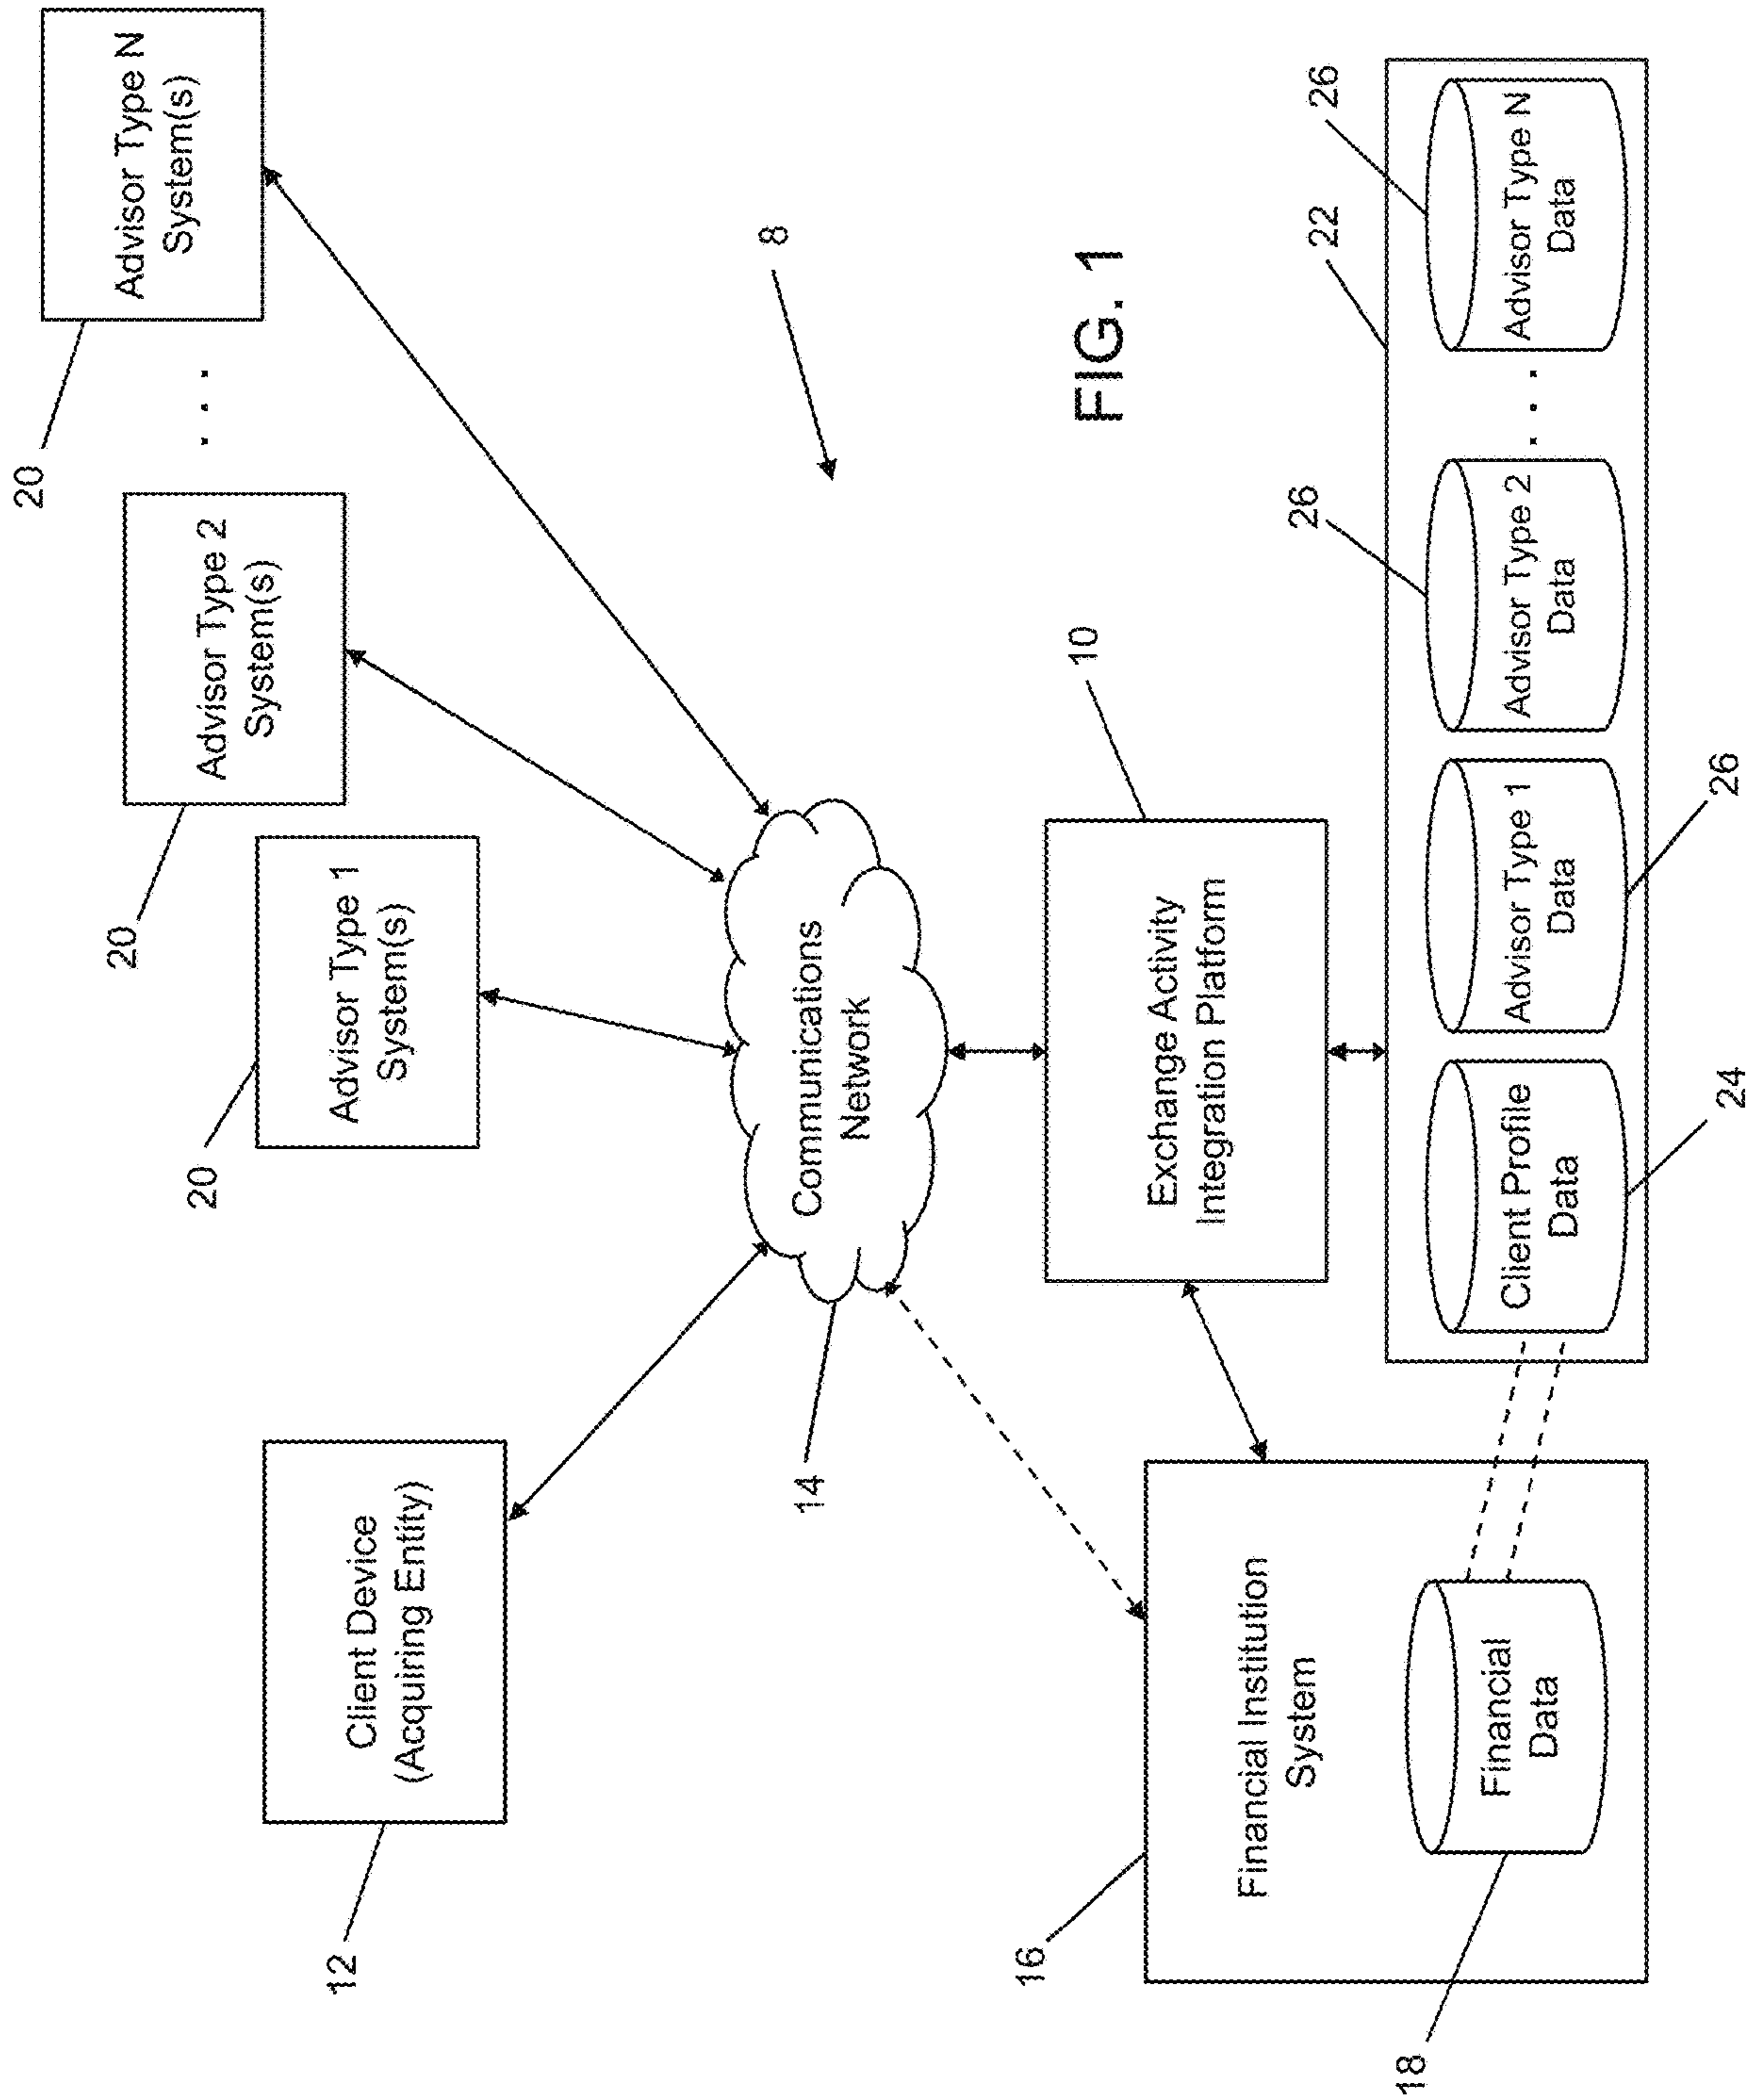 20
Advisor Type N
System(s)
20
Advisor Type 2
System(s)
20
Advisor Type 1
System(s)
12
Client Device
(Acquiring Entity)
8
14
Communications
Network
FIG. 1
10
Exchange Activity
Integration Platform
16
Financial Institution
System
18
Financial
Data
22
24
Client Profile
Data
26
Advisor Type 1
Data
26
Advisor Type 2
Data
26
Advisor Type N
Data
. . .
. . .